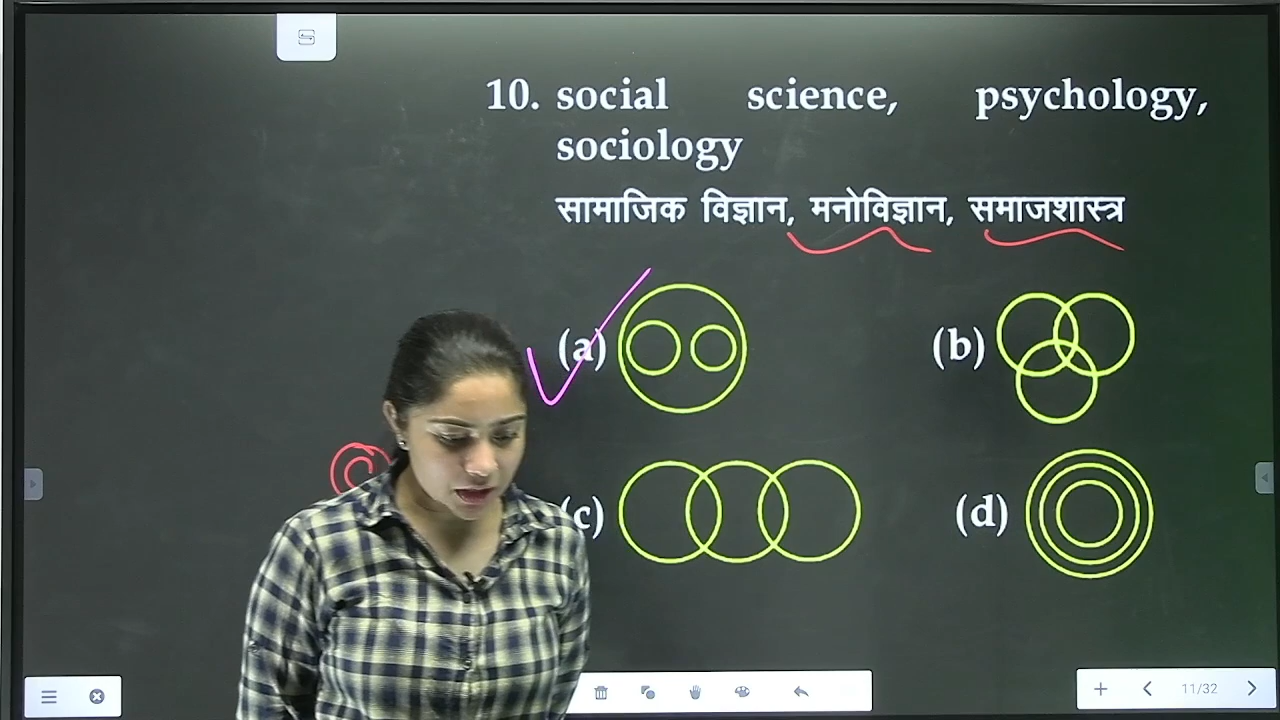 10. social science, psychology,
sociology
सामाजिक विज्ञान, मनोविज्ञान, समाजशास्त्र
(a) (b)
(c) (d)
11/32